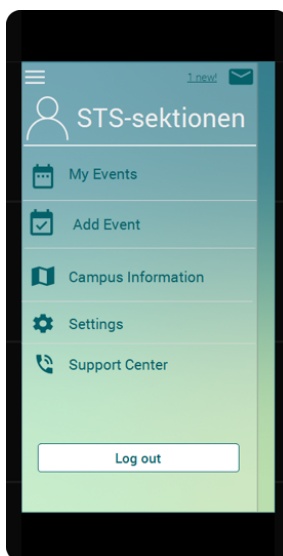 1 new!
STS-sektionen
My Events
Add Event
Campus Information
Settings
Support Center
Log out